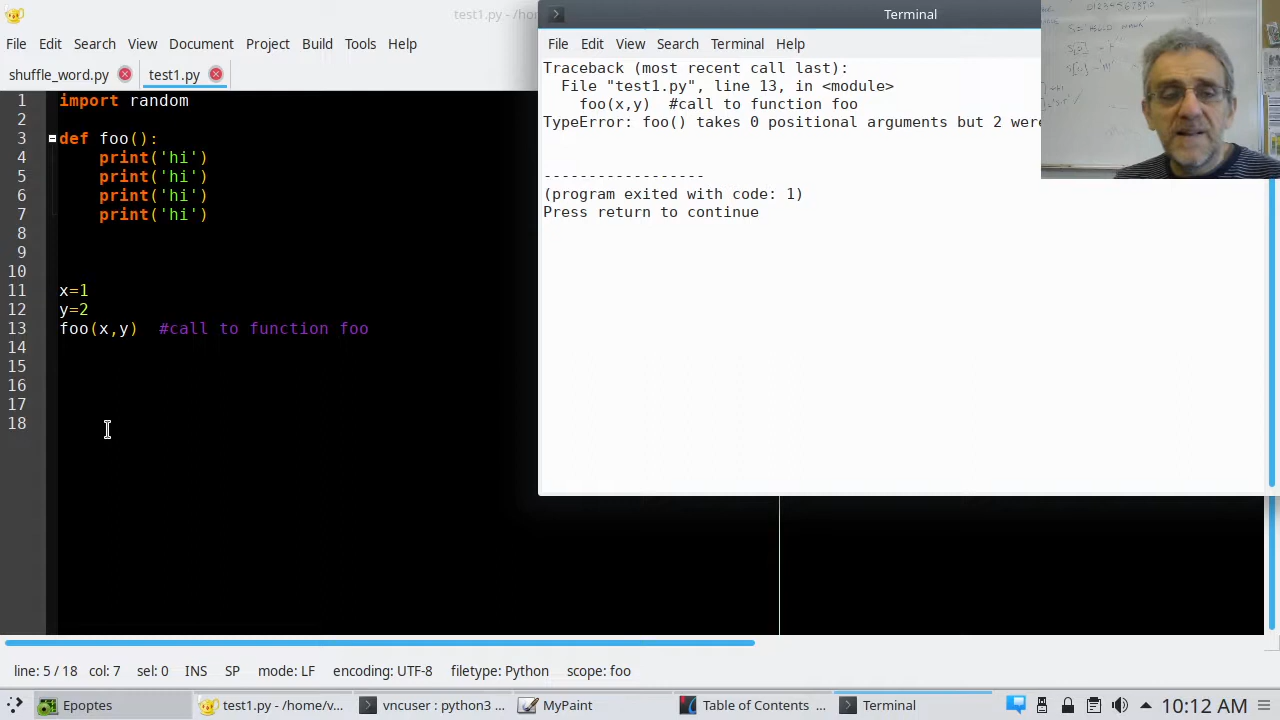 test1.py - /ho
Terminal
File Edit Search View Document Project Build Tools Help
File Edit View Search Terminal Help
shuffle_word.py
test1.py
1 import random
2
3 def foo():
4 print('hi')
5 print('hi')
6 print('hi')
7 print('hi')
8
9
10
11 x=1
12 y=2
13 foo(x,y) #call to function foo
14
15
16
17
18
Traceback (most recent call last):
File "test1.py", line 13, in <module>
foo(x,y) #call to function foo
TypeError: foo() takes 0 positional arguments but 2 were
------------------
(program exited with code: 1)
Press return to continue
line: 5 / 18 col: 7 sel: 0 INS SP mode: LF encoding: UTF-8 filetype: Python scope: foo
Epoptes
test1.py - /home/v...
vncuser : python3 ...
MyPaint
Table of Contents ...
Terminal
10:12 AM